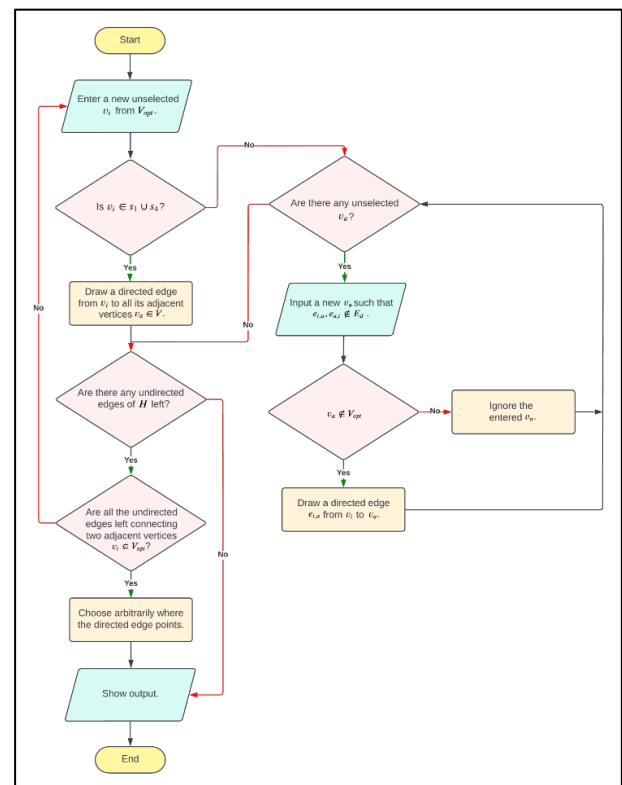 Start
Enter a new unselected
v_i from V_opt.
No
Is v_i ∈ s_1 ∪ s_4?
Are there any unselected
v_a?
Yes
Draw a directed edge
from v_i to all its adjacent
vertices v_a ∈ V.
No
No
Yes
Input a new v_a such that
e_{i,a}, e_{a,i} ∉ E_d.
Are there any undirected
edges of H left?
v_a ∉ V_opt
No
Ignore the
entered v_a.
Yes
Yes
Are all the undirected
edges left connecting
two adjacent vertices
v_i ∈ V_opt?
Draw a directed edge
e_{i,a} from v_i to v_a.
No
Yes
Choose arbitrarily where
the directed edge points.
Show output.
End